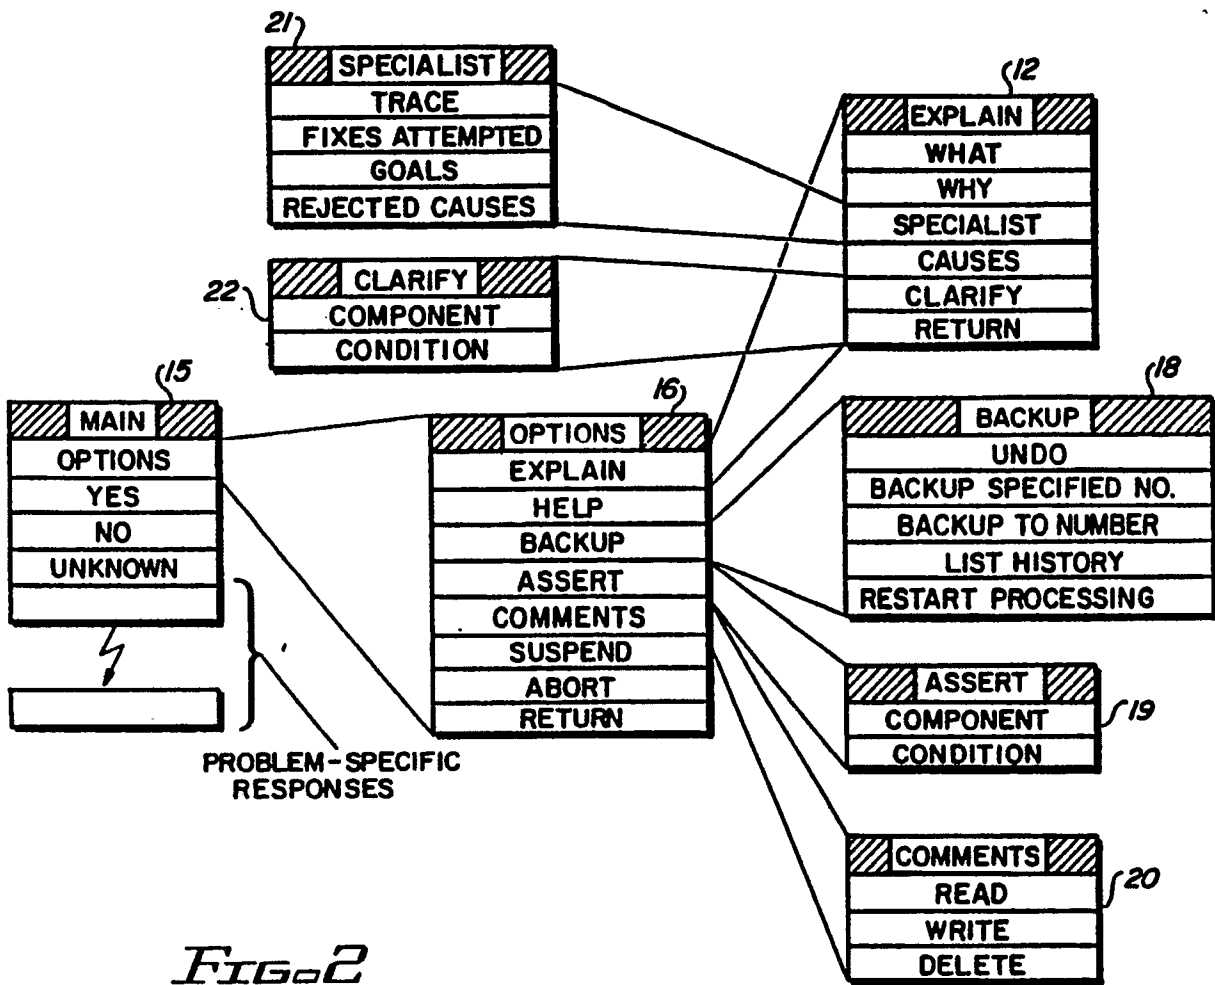 21
SPECIALIST
TRACE
FIXES ATTEMPTED
GOALS
REJECTED CAUSES
12
EXPLAIN
WHAT
WHY
SPECIALIST
CAUSES
CLARIFY
RETURN
22
CLARIFY
COMPONENT
CONDITION
15
MAIN
OPTIONS
YES
NO
UNKNOWN
PROBLEM-SPECIFIC
RESPONSES
16
OPTIONS
EXPLAIN
HELP
BACKUP
ASSERT
COMMENTS
SUSPEND
ABORT
RETURN
18
BACKUP
UNDO
BACKUP SPECIFIED NO.
BACKUP TO NUMBER
LIST HISTORY
RESTART PROCESSING
ASSERT
COMPONENT
CONDITION
19
COMMENTS
READ
WRITE
DELETE
20
FIG. 2